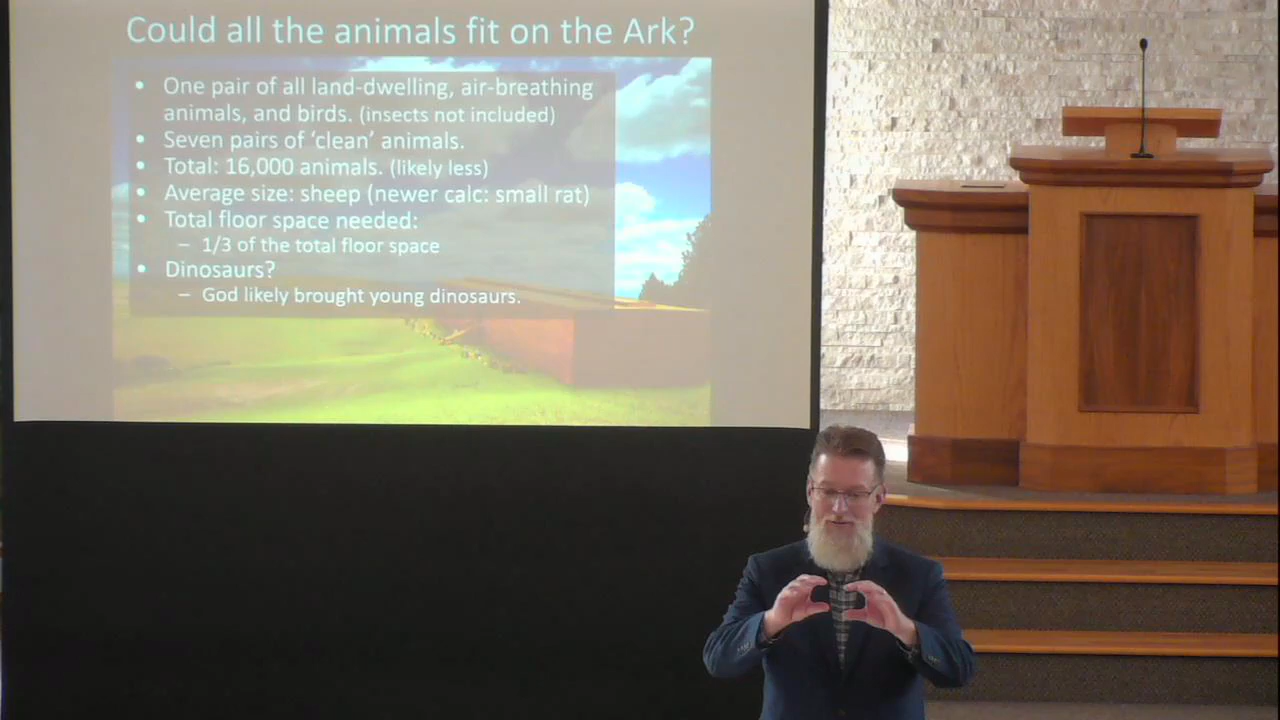 Could all the animals fit on the Ark?
• One pair of all land-dwelling, air-breathing
animals, and birds. (insects not included)
• Seven pairs of ‘clean’ animals.
• Total: 16,000 animals. (likely less)
• Average size: sheep (newer calc: small rat)
• Total floor space needed:
– 1/3 of the total floor space
• Dinosaurs?
– God likely brought young dinosaurs.